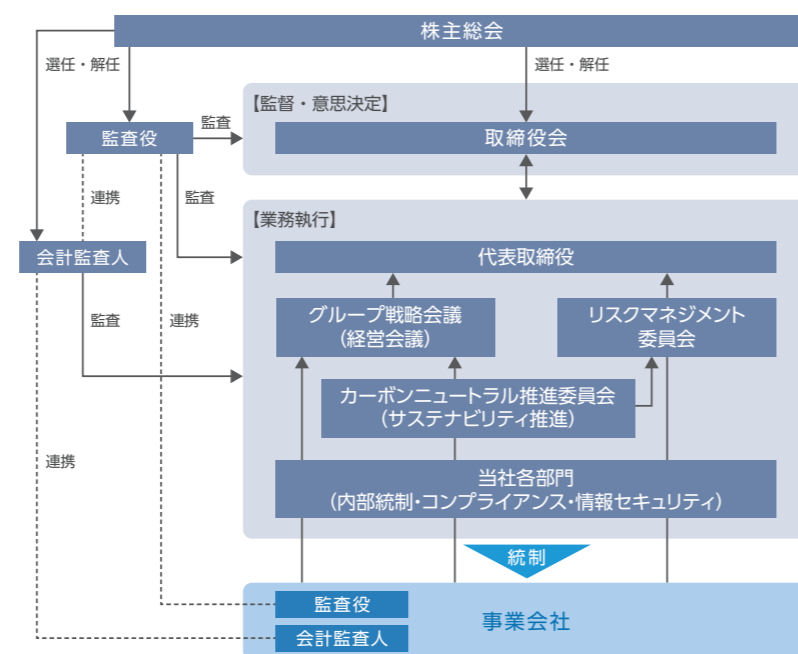 株主総会
選任・解任
選任・解任
【監督・意思決定】
監査役
監査
取締役会
連携
監査
【業務執行】
会計監査人
代表取締役
監査
連携
グループ戦略会議
（経営会議）
リスクマネジメント
委員会
カーボンニュートラル推進委員会
（サステナビリティ推進）
連携
当社各部門
（内部統制・コンプライアンス・情報セキュリティ）
統制
監査役
会計監査人
事業会社